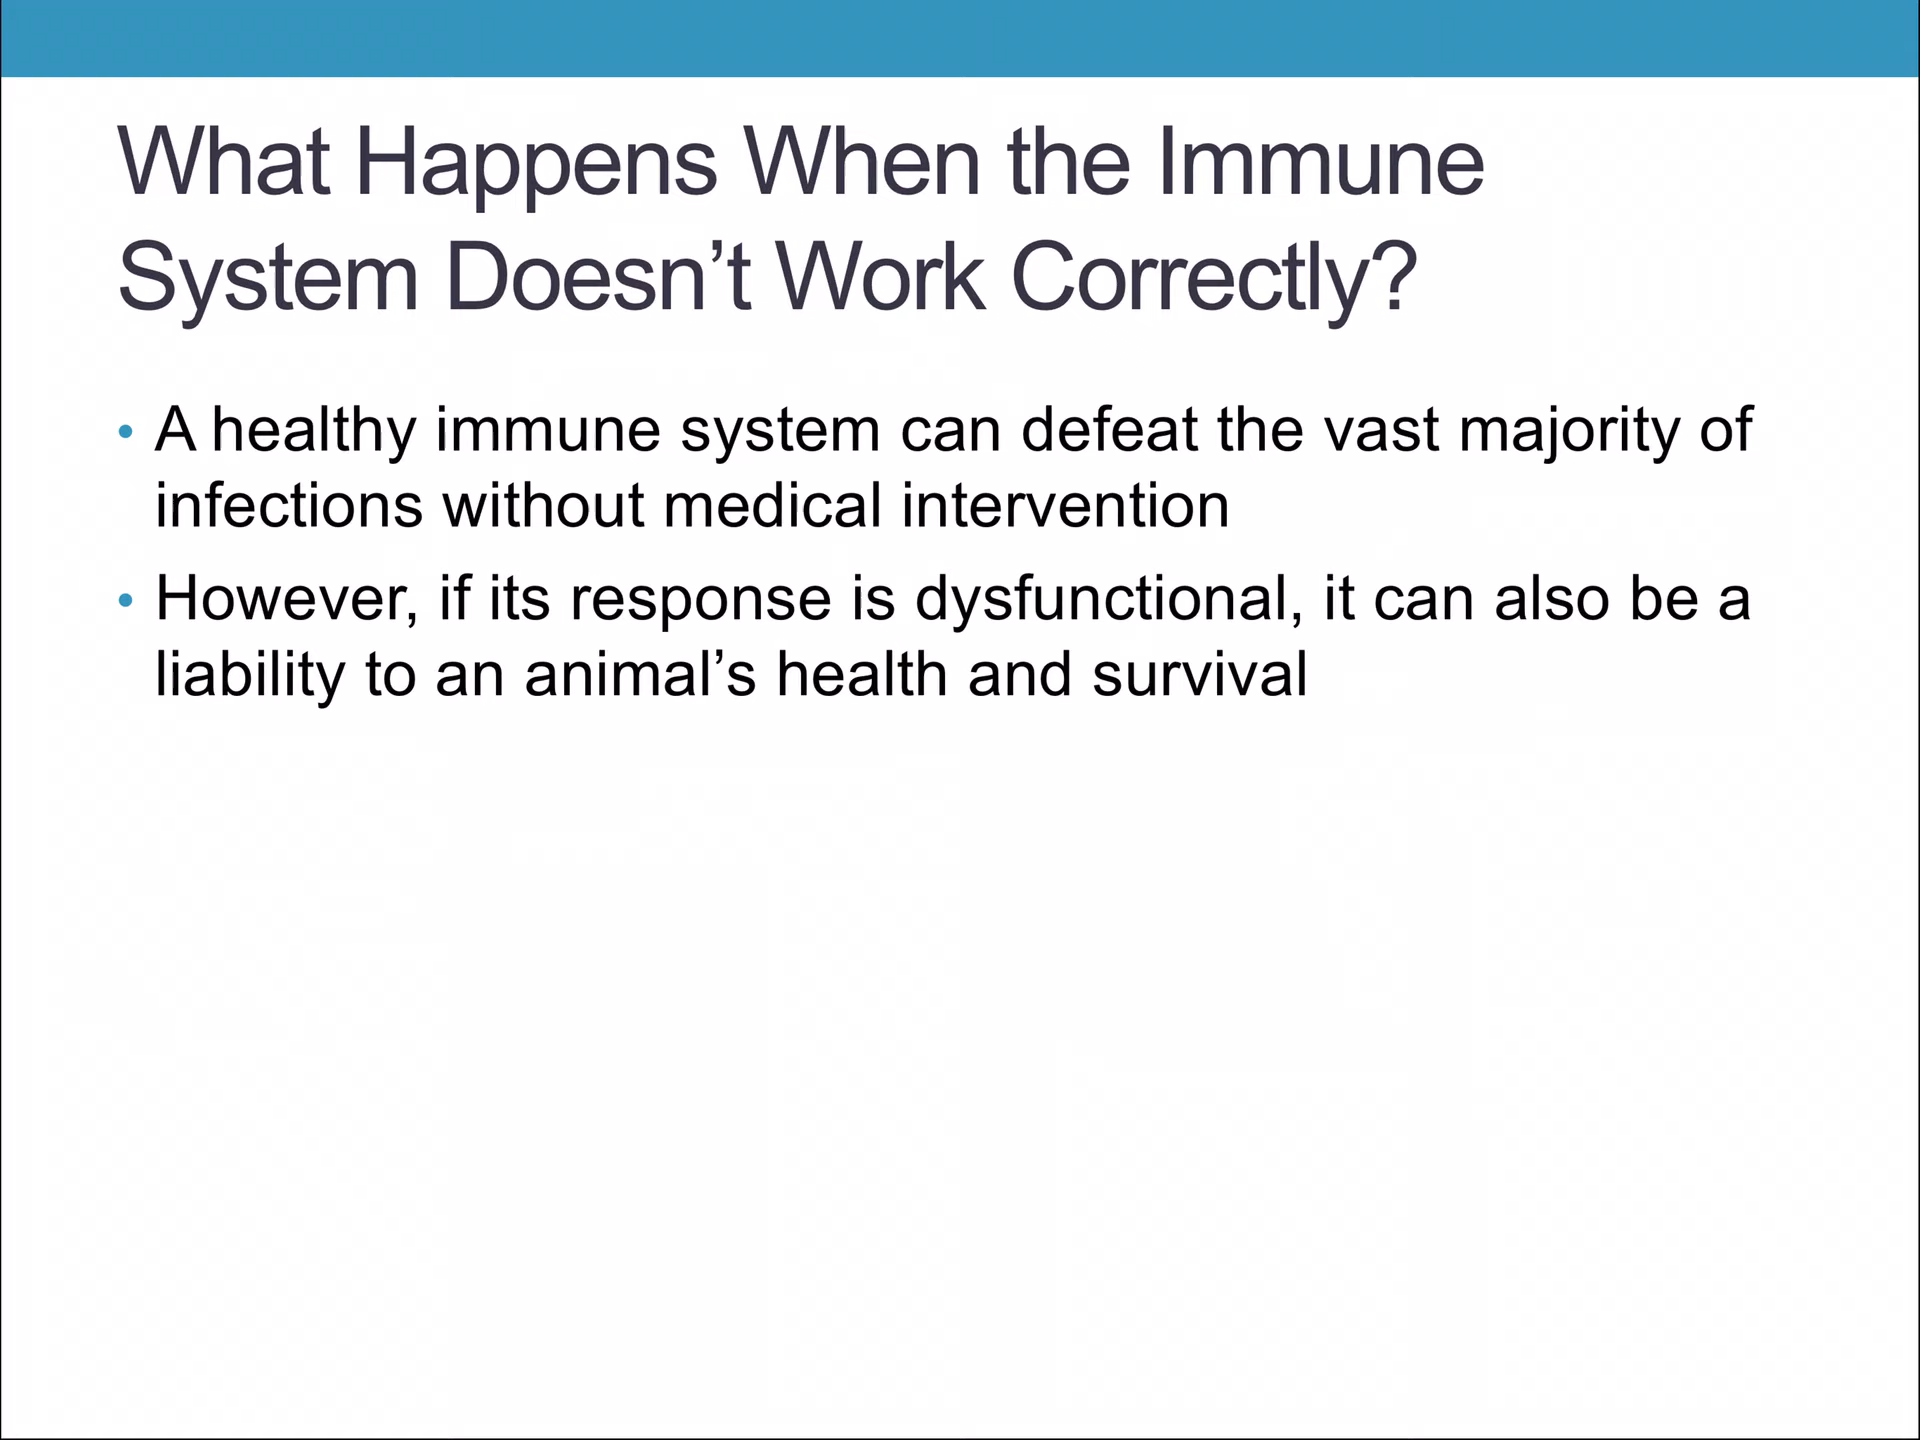 What Happens When the Immune
System Doesn’t Work Correctly?
• A healthy immune system can defeat the vast majority of
infections without medical intervention
• However, if its response is dysfunctional, it can also be a
liability to an animal’s health and survival